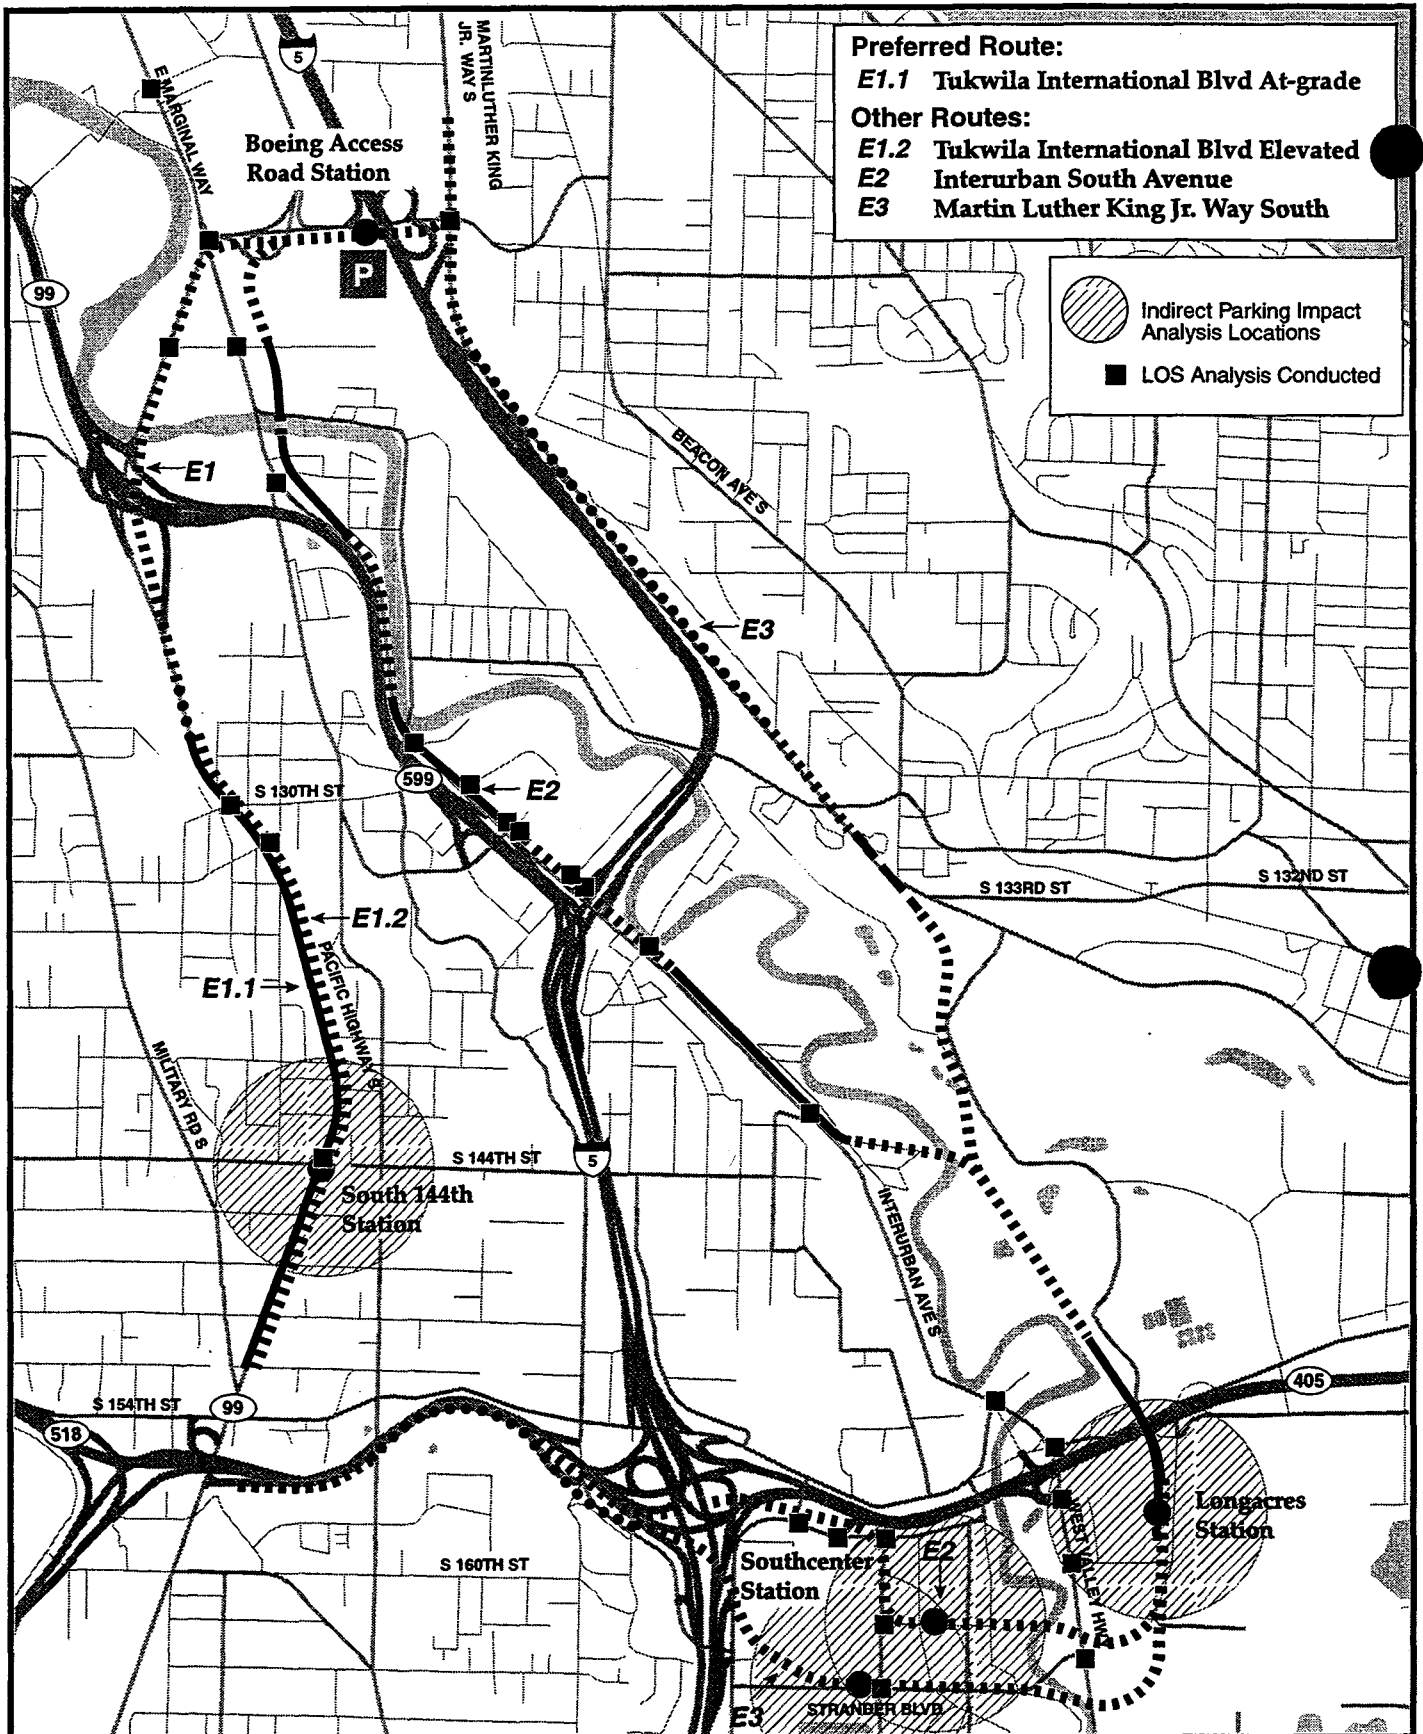 Preferred Route:
E1.1 Tukwila International Blvd At-grade
Other Routes:
E1.2 Tukwila International Blvd Elevated
E2 Interurban South Avenue
E3 Martin Luther King Jr. Way South
Indirect Parking Impact
Analysis Locations
LOS Analysis Conducted
5
MARTIN LUTHER KING
JR. WAY S
E MARGINAL WAY
Boeing Access
Road Station
P
99
BEACON AVE S
E1
E3
599
S 130TH ST
E2
S 133RD ST
S 132ND ST
E1.2
E1.1
PACIFIC HIGHWAY S
MILITARY RD S
S 144TH ST
5
South 144th
Station
INTERURBAN AVE S
405
S 154TH ST
99
518
Longacres
Station
WEST VALLEY HWY
S 160TH ST
Southcenter
Station
E2
STRANDER BLVD
E3